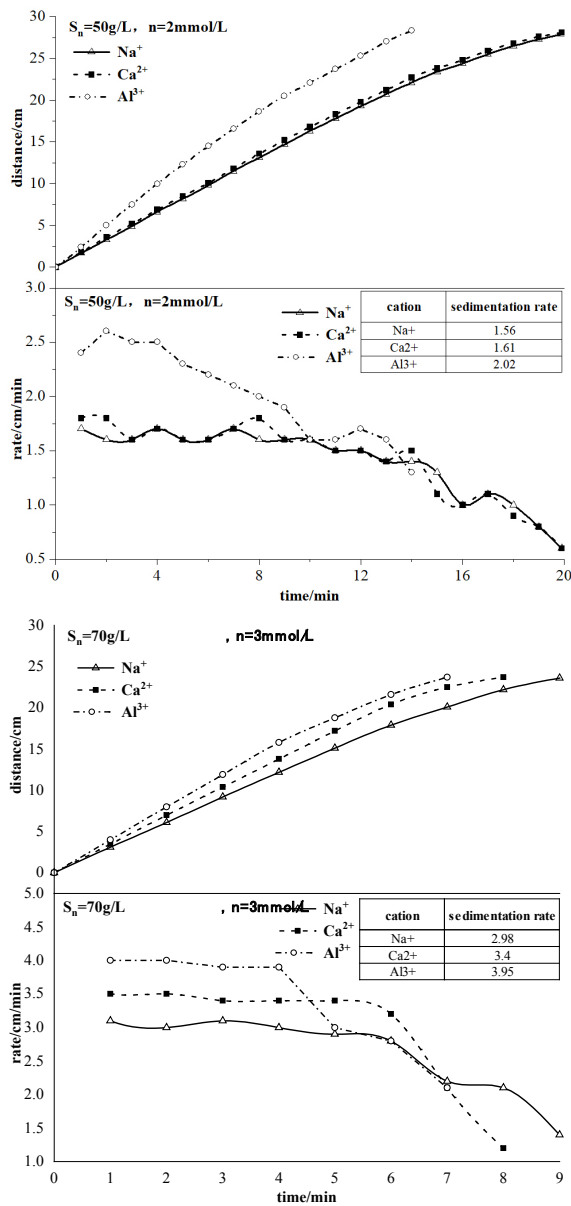 Sn=50g/L，n=2mmol/L
Na+
Ca2+
Al3+
distance/cm
30
25
20
15
10
5
0
Sn=50g/L，n=2mmol/L
Na+
Ca2+
Al3+
cation sedimentation rate
Na+ 1.56
Ca2+ 1.61
Al3+ 2.02
rate/cm/min
3.0
2.5
2.0
1.5
1.0
0.5
0 4 8 12 16 20
time/min
Sn=70g/L ，n=3mmol/L
Na+
Ca2+
Al3+
distance/cm
30
25
20
15
10
5
0
Sn=70g/L ，n=3mmol/L
Na+
Ca2+
Al3+
cation sedimentation rate
Na+ 2.98
Ca2+ 3.4
Al3+ 3.95
rate/cm/min
5.0
4.5
4.0
3.5
3.0
2.5
2.0
1.5
1.0
0 1 2 3 4 5 6 7 8 9
time/min